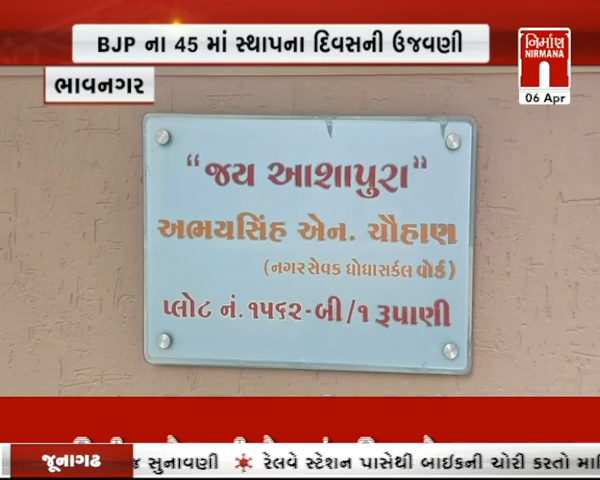 BJP ના 45 માં સ્થાપના દિવસની ઉજવણી
ભાવનગર
નિર્માણ
NIRMANA
06 Apr
"જય આશાપુરા"
અભયસિંહ એન. ચૌહાણ
(નગરસેવક ઘોઘાસર્કલ વોર્ડ)
પ્લોટ નં. ૧૫૬૨-બી/૧ રૂપાણી
જૂનાગઢ
સુનાવણી
રેલવે સ્ટેશન પાસેથી બાઈકની ચોરી કરતો